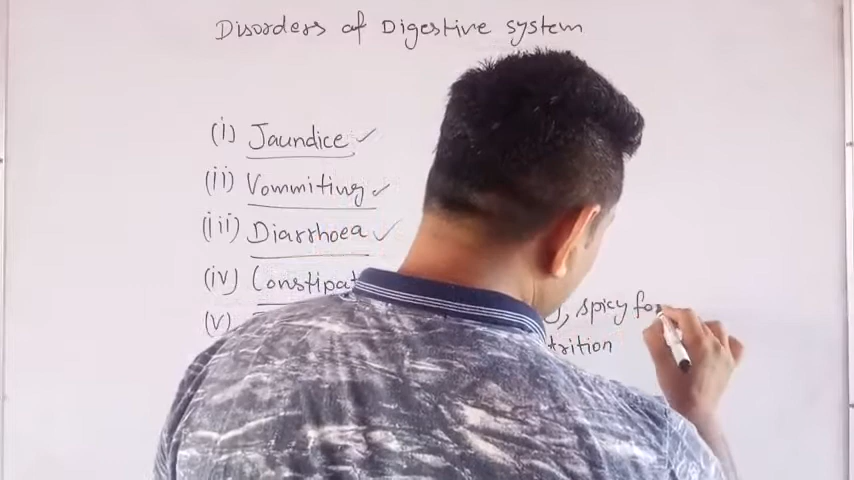 Disorders of Digestive system
(i) Jaundice ✓
(ii) Vommiting ✓
(iii) Diarrhoea ✓
(iv) Constipat
, spicy fo
(v) trition